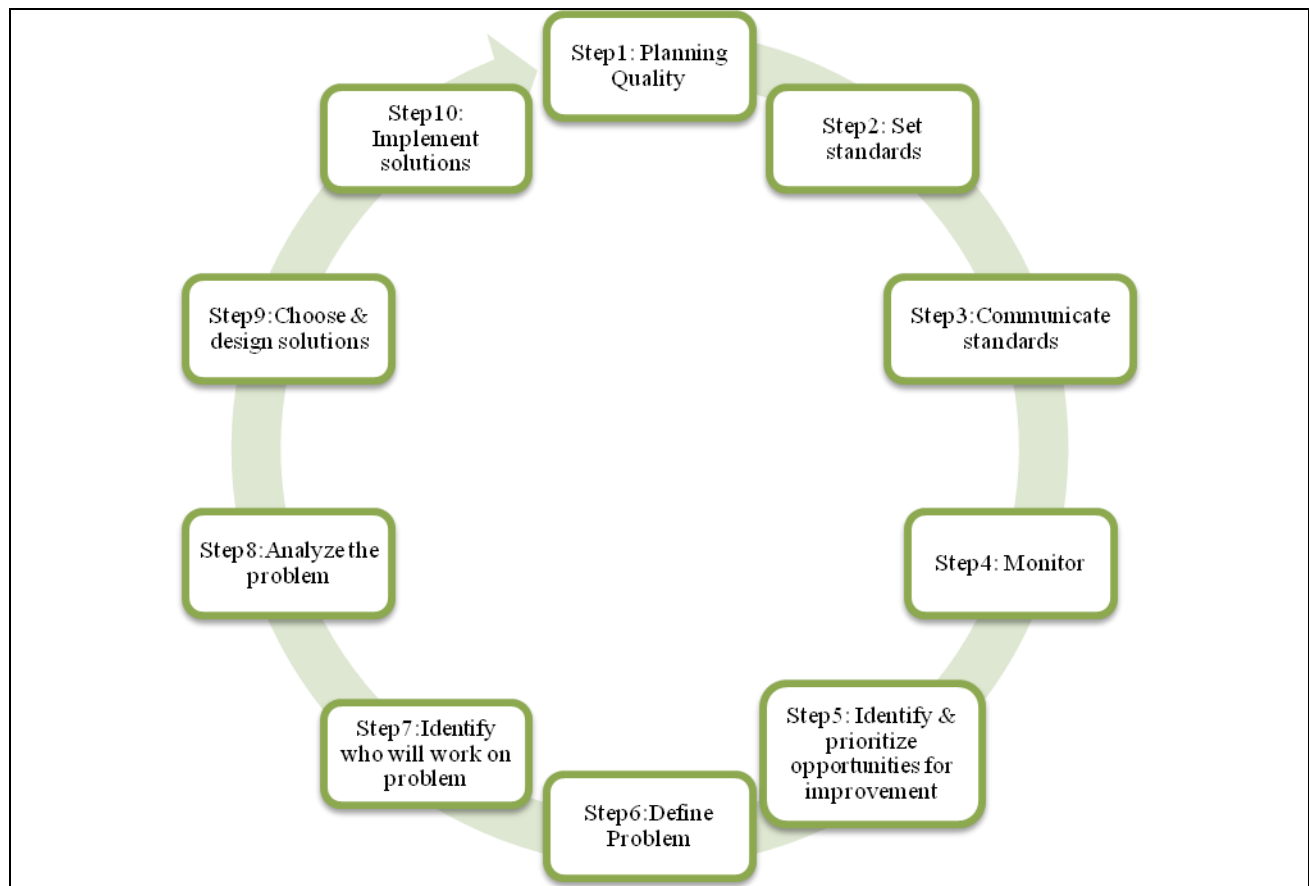 Step1: Planning
Quality
Step2: Set
standards
Step3:Communicate
standards
Step4: Monitor
Step5: Identify &
prioritize
opportunities for
improvement
Step6:Define
Problem
Step7:Identify
who will work on
problem
Step8:Analyze the
problem
Step9:Choose &
design solutions
Step10:
Implement
solutions